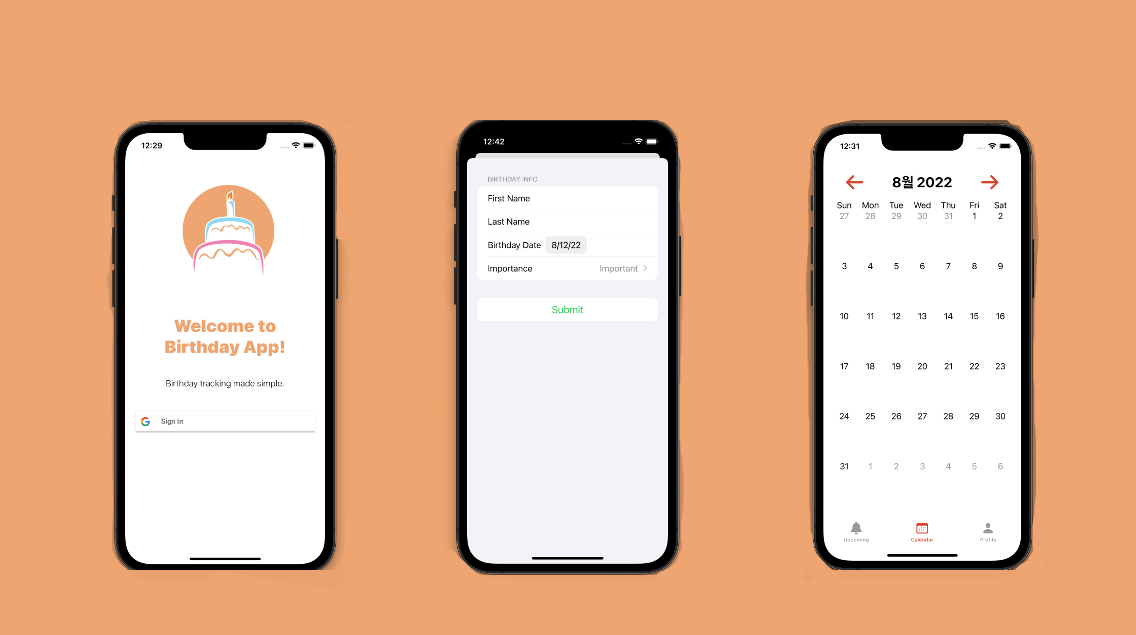 12:29
Welcome to
Birthday App!
Birthday tracking made simple.
Sign in
12:42
BIRTHDAY INFO
First Name
Last Name
Birthday Date 8/12/22
Importance Important
Submit
12:31
8월 2022
Sun Mon Tue Wed Thu Fri Sat
27 28 29 30 31 1 2
3 4 5 6 7 8 9
10 11 12 13 14 15 16
17 18 19 20 21 22 23
24 25 26 27 28 29 30
31 1 2 3 4 5 6
Upcoming Calendar Profile